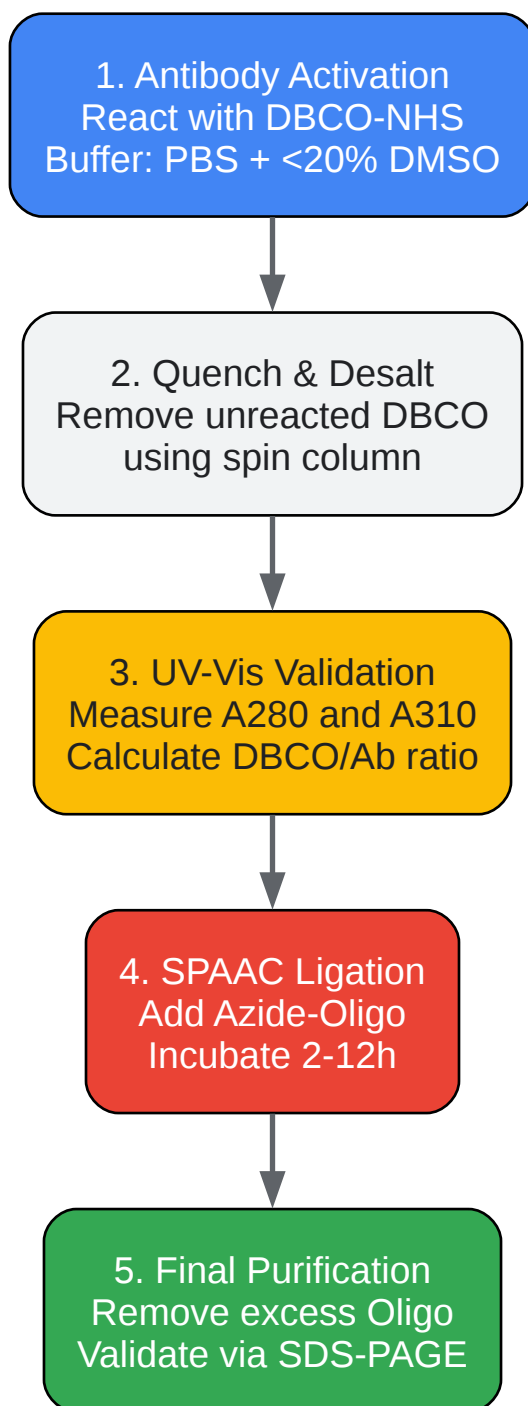 1. Antibody Activation
React with DBCO-NHS
Buffer: PBS + <20% DMSO
2. Quench & Desalt
Remove unreacted DBCO
using spin column
3. UV-Vis Validation
Measure A280 and A310
Calculate DBCO/Ab ratio
4. SPAAC Ligation
Add Azide-Oligo
Incubate 2-12h
5. Final Purification
Remove excess Oligo
Validate via SDS-PAGE